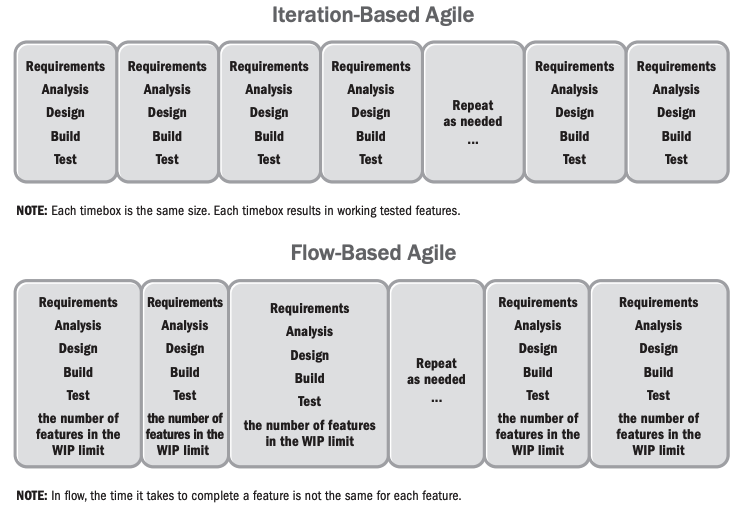 Iteration-Based Agile
Requirements
Analysis
Design
Build
Test
Requirements
Analysis
Design
Build
Test
Requirements
Analysis
Design
Build
Test
Requirements
Analysis
Design
Build
Test
Repeat
as needed
...
Requirements
Analysis
Design
Build
Test
Requirements
Analysis
Design
Build
Test
NOTE: Each timebox is the same size. Each timebox results in working tested features.
Flow-Based Agile
Requirements
Analysis
Design
Build
Test
the number of
features in the
WIP limit
Requirements
Analysis
Design
Build
Test
the number of
features in the
WIP limit
Requirements
Analysis
Design
Build
Test
the number of features
in the WIP limit
Repeat
as needed
...
Requirements
Analysis
Design
Build
Test
the number of
features in the
WIP limit
Requirements
Analysis
Design
Build
Test
the number of
features in the
WIP limit
NOTE: In flow, the time it takes to complete a feature is not the same for each feature.